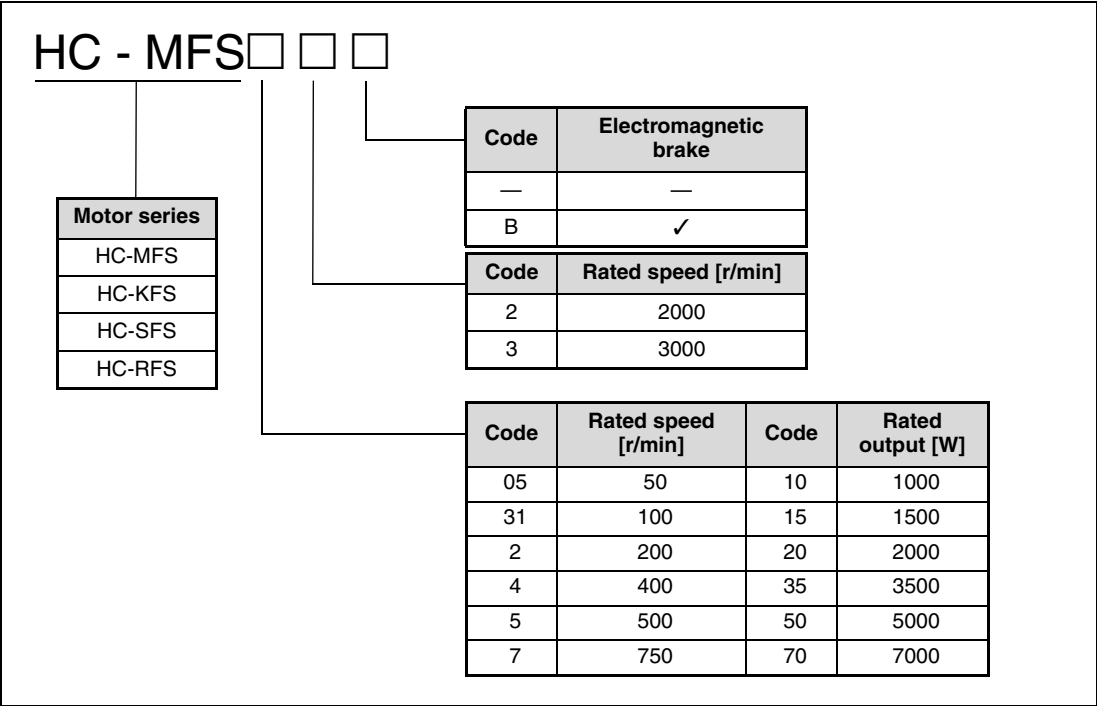 HC - MFS□ □ □
Code Electromagnetic brake
— —
B ✓
Motor series
HC-MFS
HC-KFS
HC-SFS
HC-RFS
Code Rated speed [r/min]
2 2000
3 3000
Code Rated speed [r/min] Code Rated output [W]
05 50 10 1000
31 100 15 1500
2 200 20 2000
4 400 35 3500
5 500 50 5000
7 750 70 7000